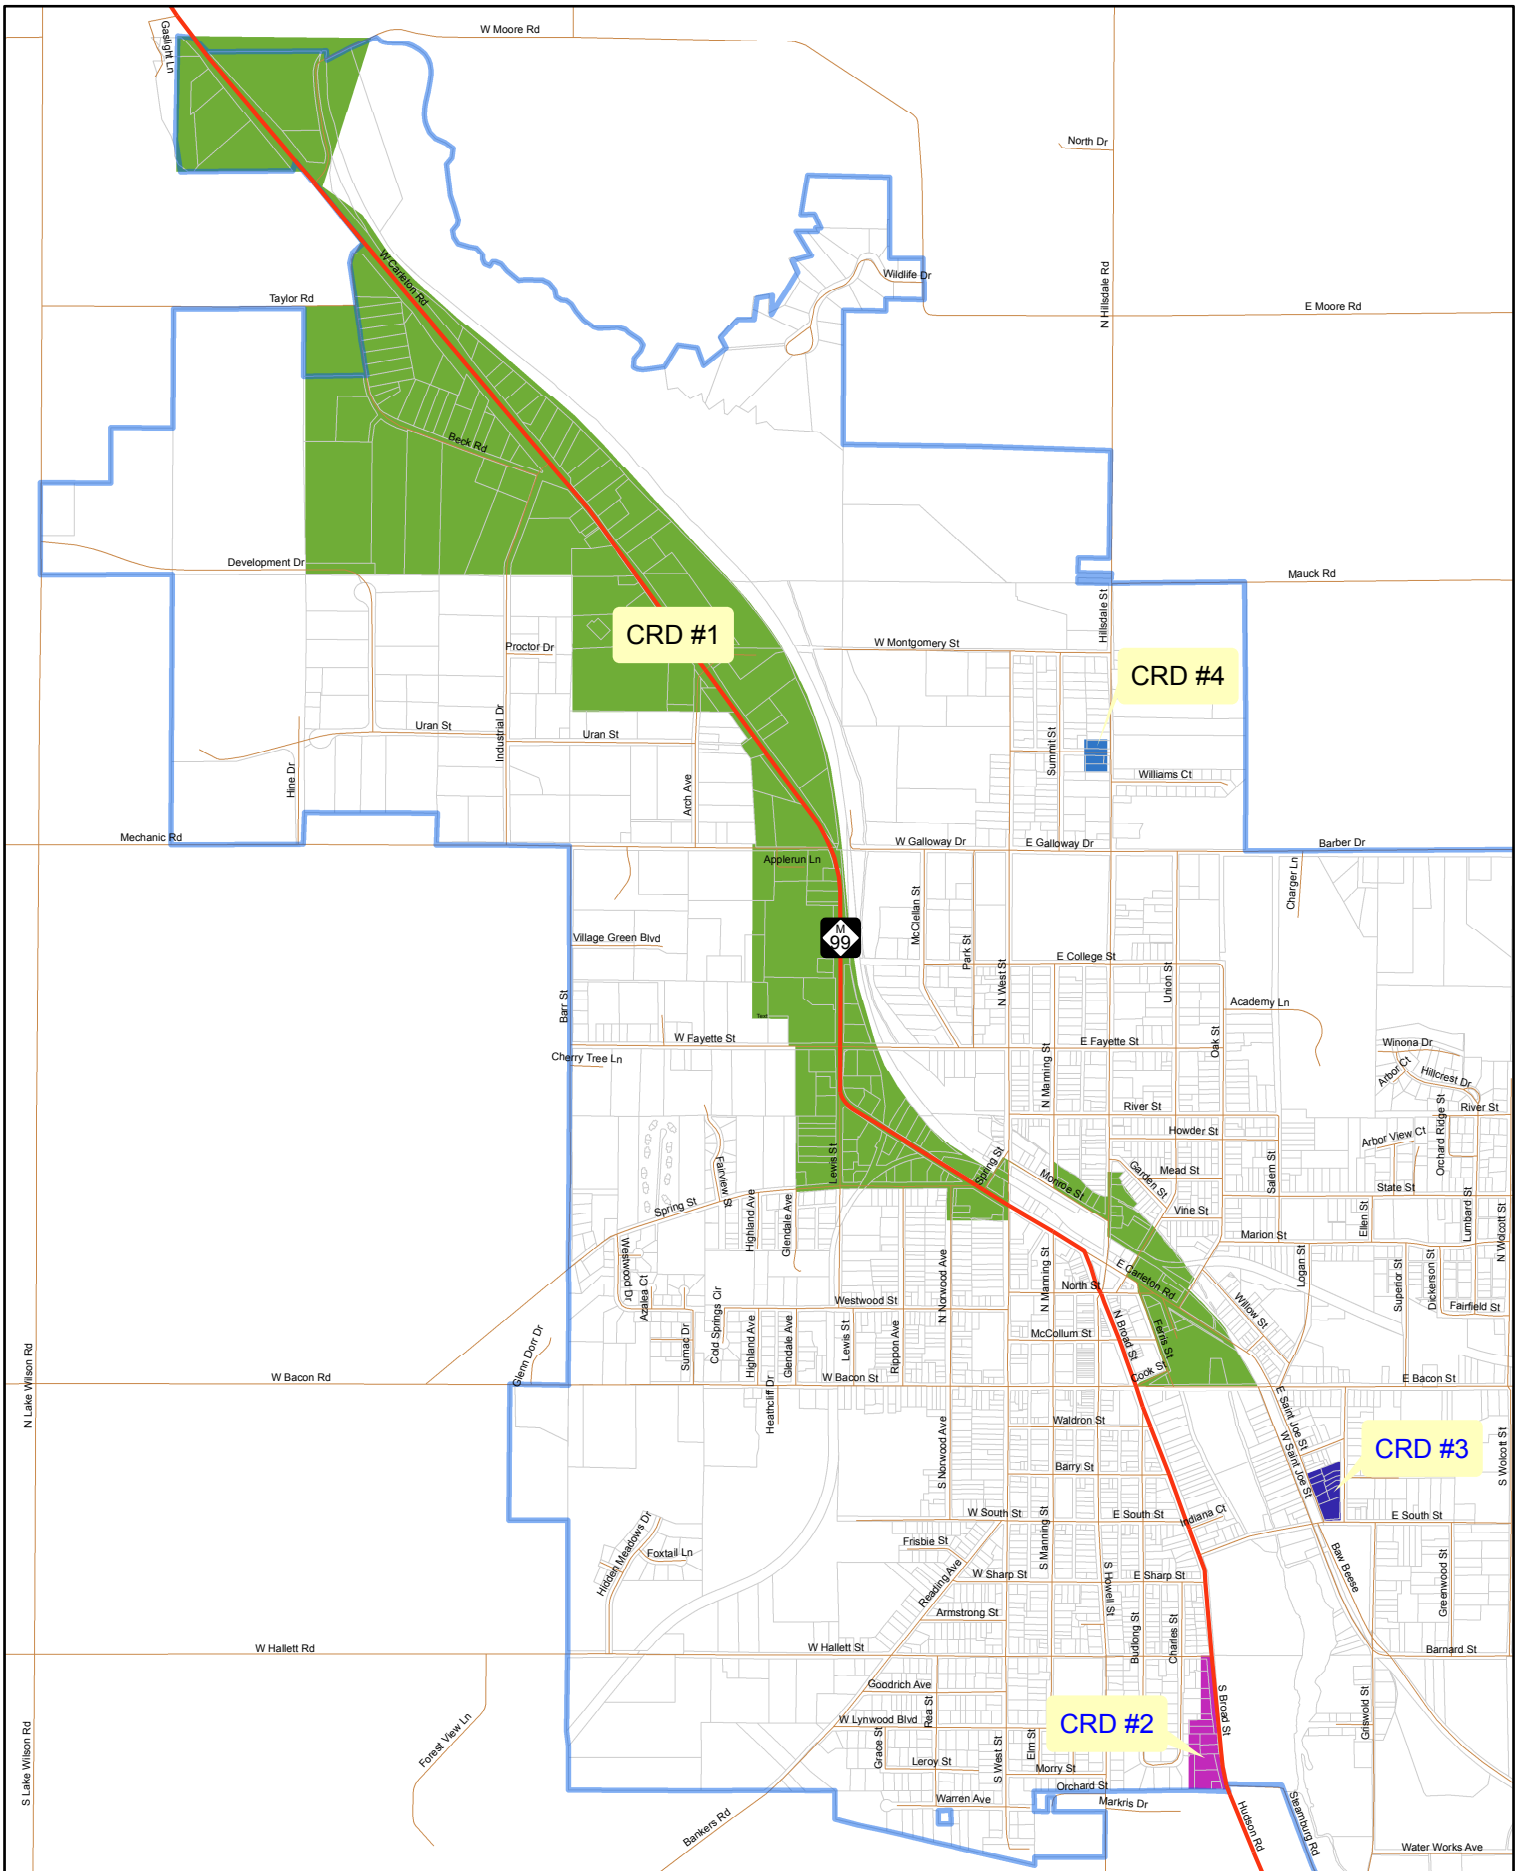 Gaslight Ln
W Moore Rd
North Dr
N Hillsdale Rd
Wildlife Dr
W Carleton Rd
Taylor Rd
E Moore Rd
Beck Rd
Development Dr
Mauck Rd
Hillsdale St
CRD #1
Proctor Dr
W Montgomery St
CRD #4
Uran St
Industrial Dr
Uran St
Summit St
Hine Dr
Arch Ave
Williams Ct
Mechanic Rd
Applerun Ln
W Galloway Dr
E Galloway Dr
Barber Dr
Charger Ln
McClellan St
M
99
Village Green Blvd
Park St
N West St
E College St
Union St
Barr St
Academy Ln
Text
W Fayette St
E Fayette St
Oak St
Cherry Tree Ln
N Manning St
Winona Dr
Arbor Ct
Hillcrest Dr
River St
River St
Howder St
Arbor View Ct
Orchard Ridge St
Lewis St
Spring St
Fairview St
Monroe St
Garden St
Mead St
Salem St
State St
Spring St
Highland Ave
Glendale Ave
Vine St
Ellen St
Lumbard St
N Wolcott St
Marion St
Westwood Dr
Azalea Ct
N Norwood Ave
N Manning St
E Carleton Rd
Logan St
Superior St
Dickerson St
North St
Cold Springs Cir
Westwood St
Willow St
Fairfield St
Sumac Dr
Highland Ave
Glendale Ave
Lewis St
Rippon Ave
McCollum St
N Broad St
Ferris St
Glenn Dorr Dr
N Lake Wilson Rd
W Bacon Rd
Heathcliff Dr
W Bacon St
Cook St
E Bacon St
S Norwood Ave
Waldron St
E Saint Joe St
W Saint Joe St
CRD #3
S Wolcott St
Barry St
W South St
E South St
Indiana Ct
E South St
Hidden Meadows Dr
Foxtail Ln
Frisbie St
S Manning St
Baw Beese
Reading Ave
W Sharp St
S Howell St
E Sharp St
Greenwood St
Armstrong St
Budlong St
Charles St
W Hallett Rd
W Hallett St
Barnard St
Goodrich Ave
Rea St
S Broad St
Griswold St
CRD #2
W Lynwood Blvd
Grace St
Elm St
S West St
Forest View Ln
S Lake Wilson Rd
Leroy St
Morry St
Orchard St
Warren Ave
Markris Dr
Bankers Rd
Hudson Rd
Steamburg Rd
Water Works Ave